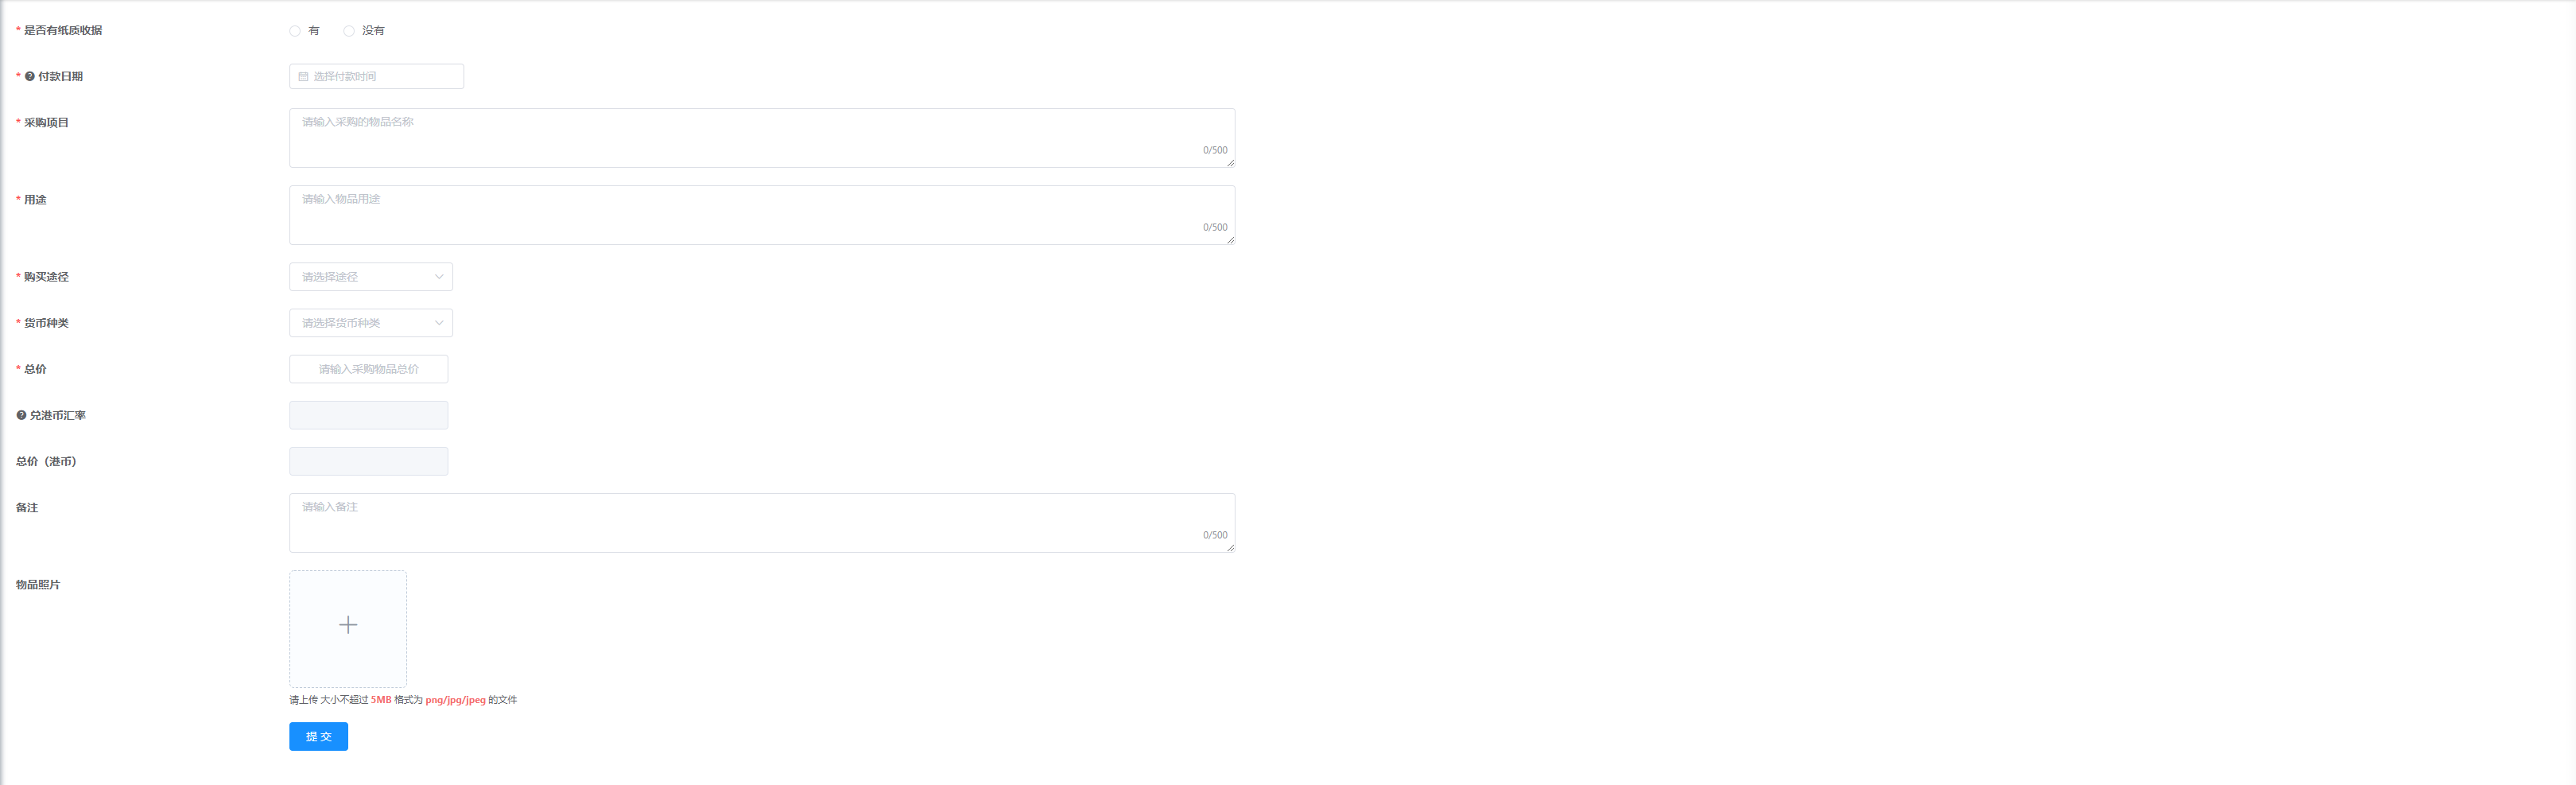 * 是否有纸质收据 有 没有
* 付款日期 选择付款时间
* 采购项目 请输入采购的物品名称
0/500
* 用途 请输入物品用途
0/500
* 购买途径 请选择途径
* 货币种类 请选择货币种类
* 总价 请输入采购物品总价
兑港币汇率
总价（港币）
备注 请输入备注
0/500
物品照片
请上传 大小不超过 5MB 格式为 png/jpg/jpeg 的文件
提 交